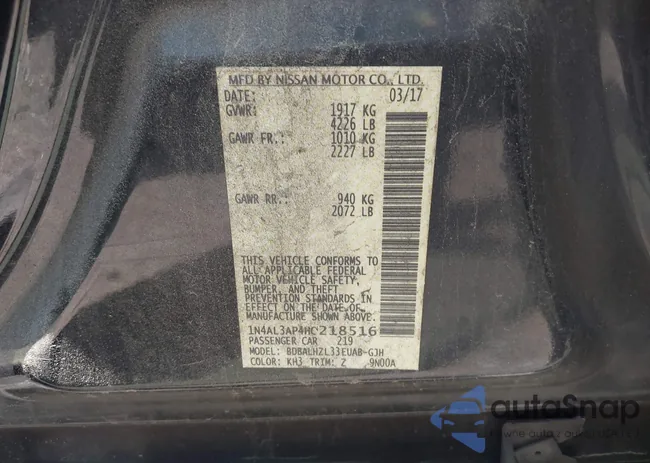 MFD BY NISSAN MOTOR CO., LTD.
DATE: 03/17
GVWR: 1917 KG
4226 LB
GAWR FR.: 1010 KG
2227 LB
GAWR RR.: 940 KG
2072 LB
THIS VEHICLE CONFORMS TO
ALL APPLICABLE FEDERAL
MOTOR VEHICLE SAFETY,
BUMPER, AND THEFT
PREVENTION STANDARDS
IN EFFECT ON THE DATE OF
MANUFACTURE SHOWN ABOVE.
1N4AL3AP4HC218516
PASSENGER CAR 219
MODEL: BDBALHZL33EUAB-GJH
COLOR: KH3 TRIM: Z 9N00A
autoSnap